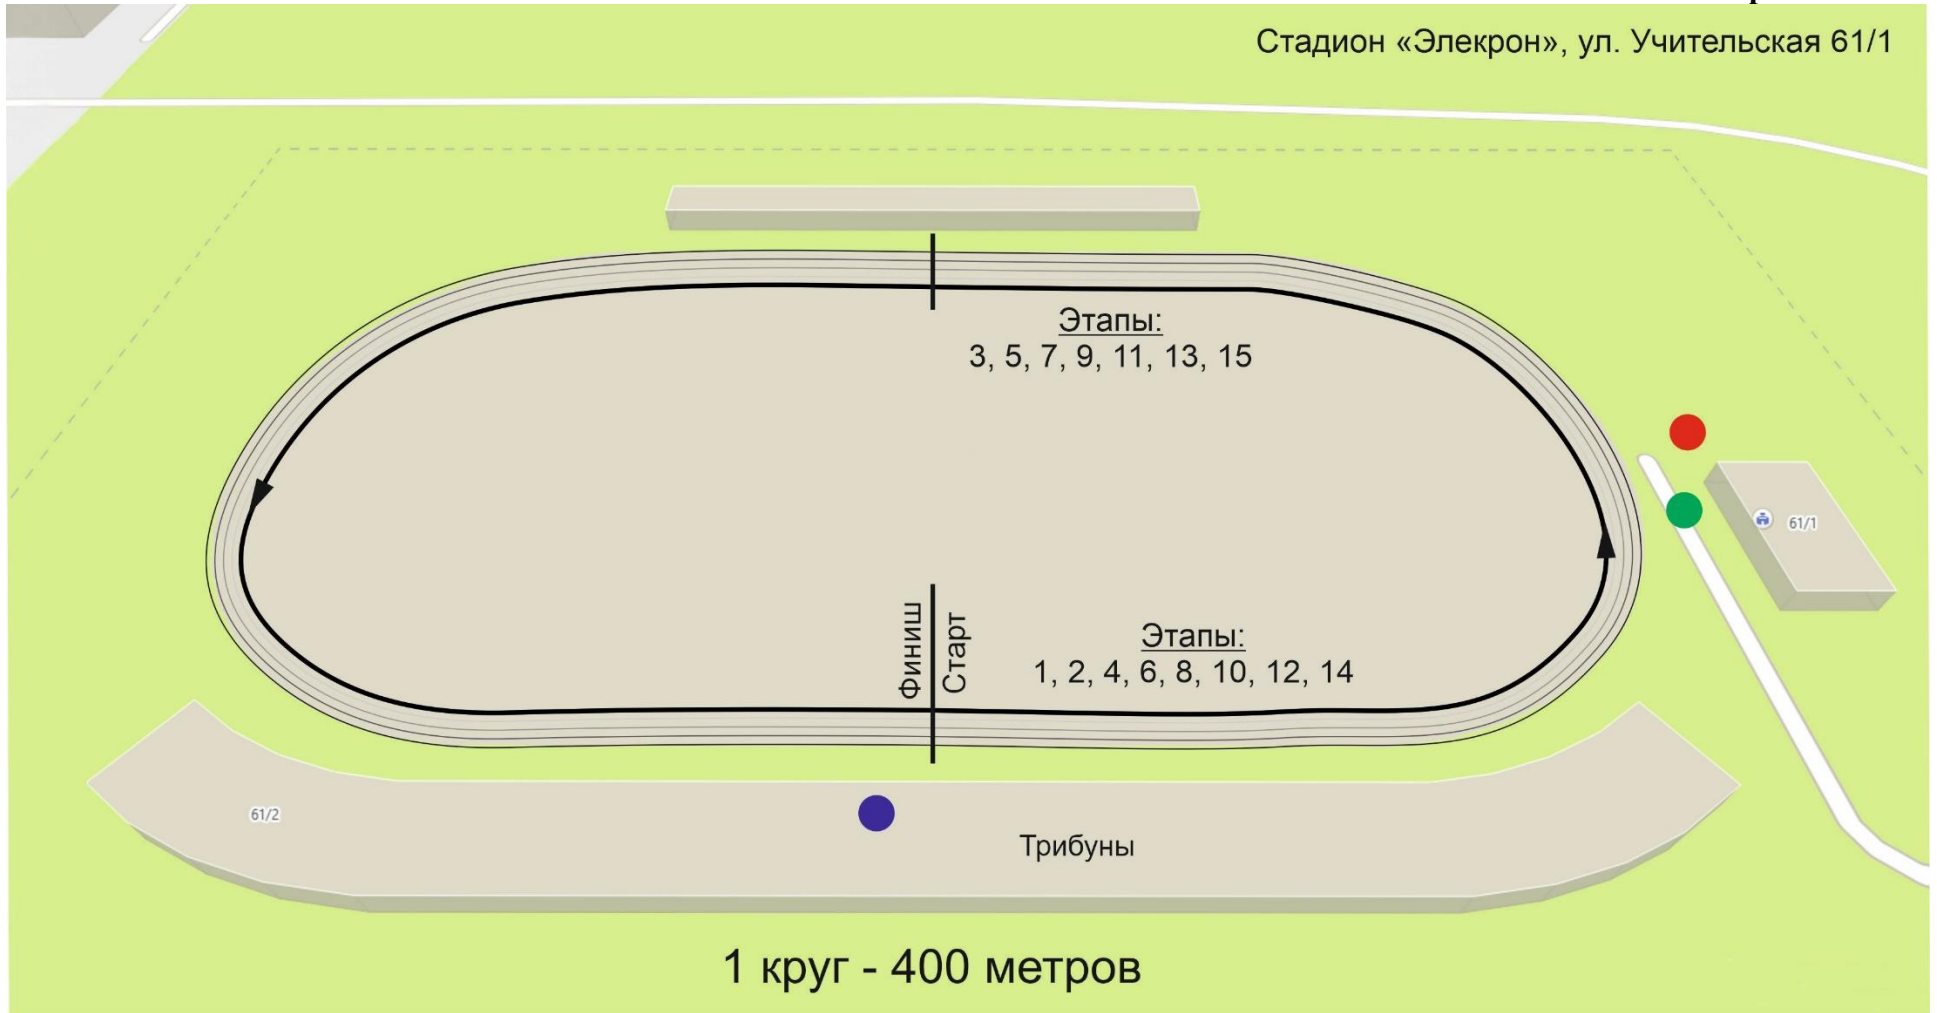 Стадион «Элекрон», ул. Учительская 61/1
Этапы:
3, 5, 7, 9, 11, 13, 15
61/1
Финиш
Старт
Этапы:
1, 2, 4, 6, 8, 10, 12, 14
61/2
Трибуны
1 круг - 400 метров